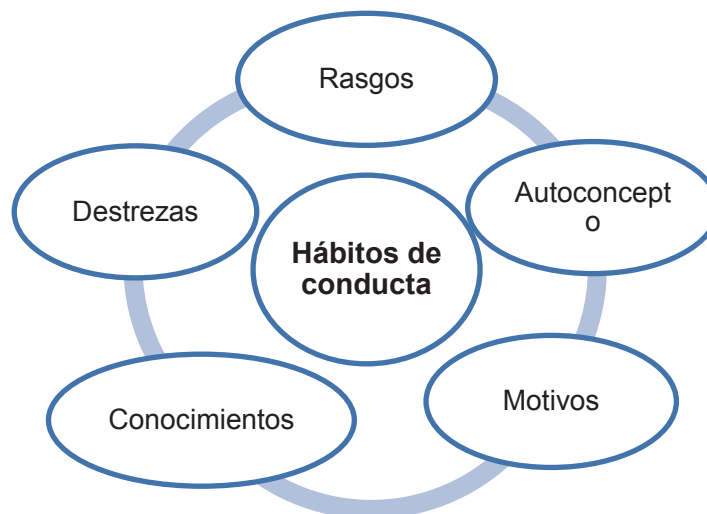 Rasgos
Autoconcept
o
Destrezas
Hábitos de
conducta
Motivos
Conocimientos